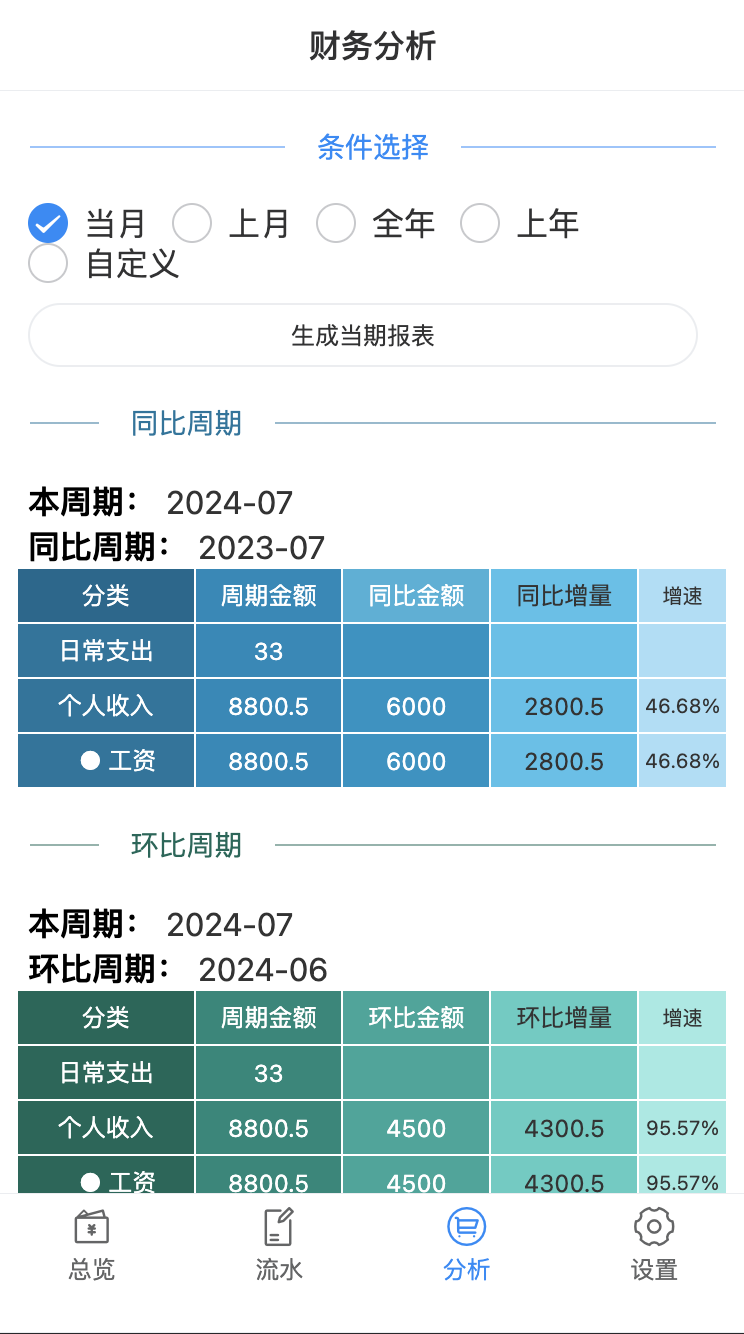 财务分析
条件选择
当月 上月 全年 上年
自定义
生成当期报表
同比周期
本周期： 2024-07
同比周期： 2023-07
分类 周期金额 同比金额 同比增量 增速
日常支出 33
个人收入 8800.5 6000 2800.5 46.68%
● 工资 8800.5 6000 2800.5 46.68%
环比周期
本周期： 2024-07
环比周期： 2024-06
分类 周期金额 环比金额 环比增量 增速
日常支出 33
个人收入 8800.5 4500 4300.5 95.57%
● 工资 8800.5 4500 4300.5 95.57%
总览 流水 分析 设置